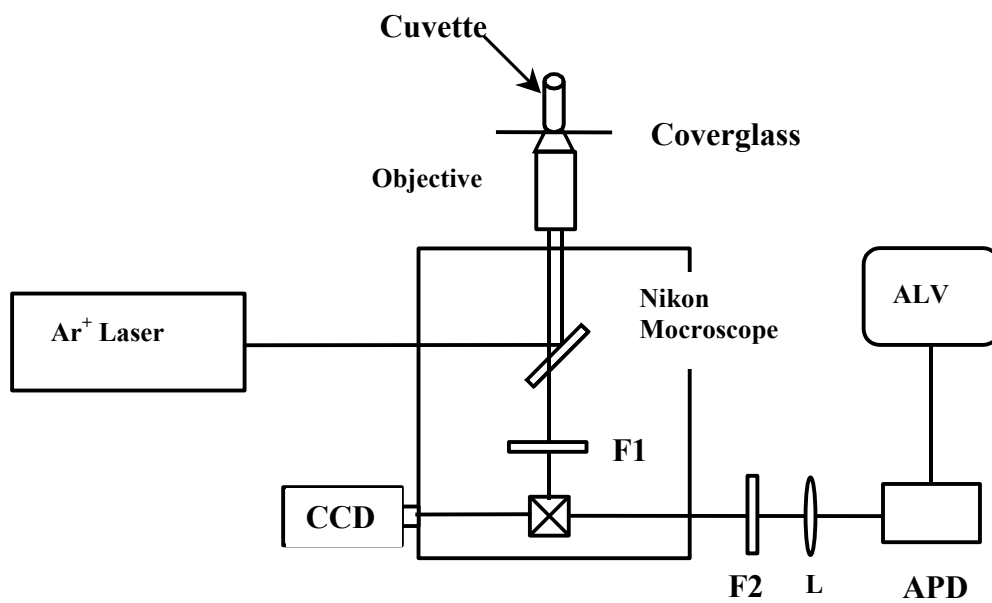 Cuvette
Coverglass
Objective
Nikon
Mocroscope
ALV
Ar⁺ Laser
F1
CCD
F2
L
APD